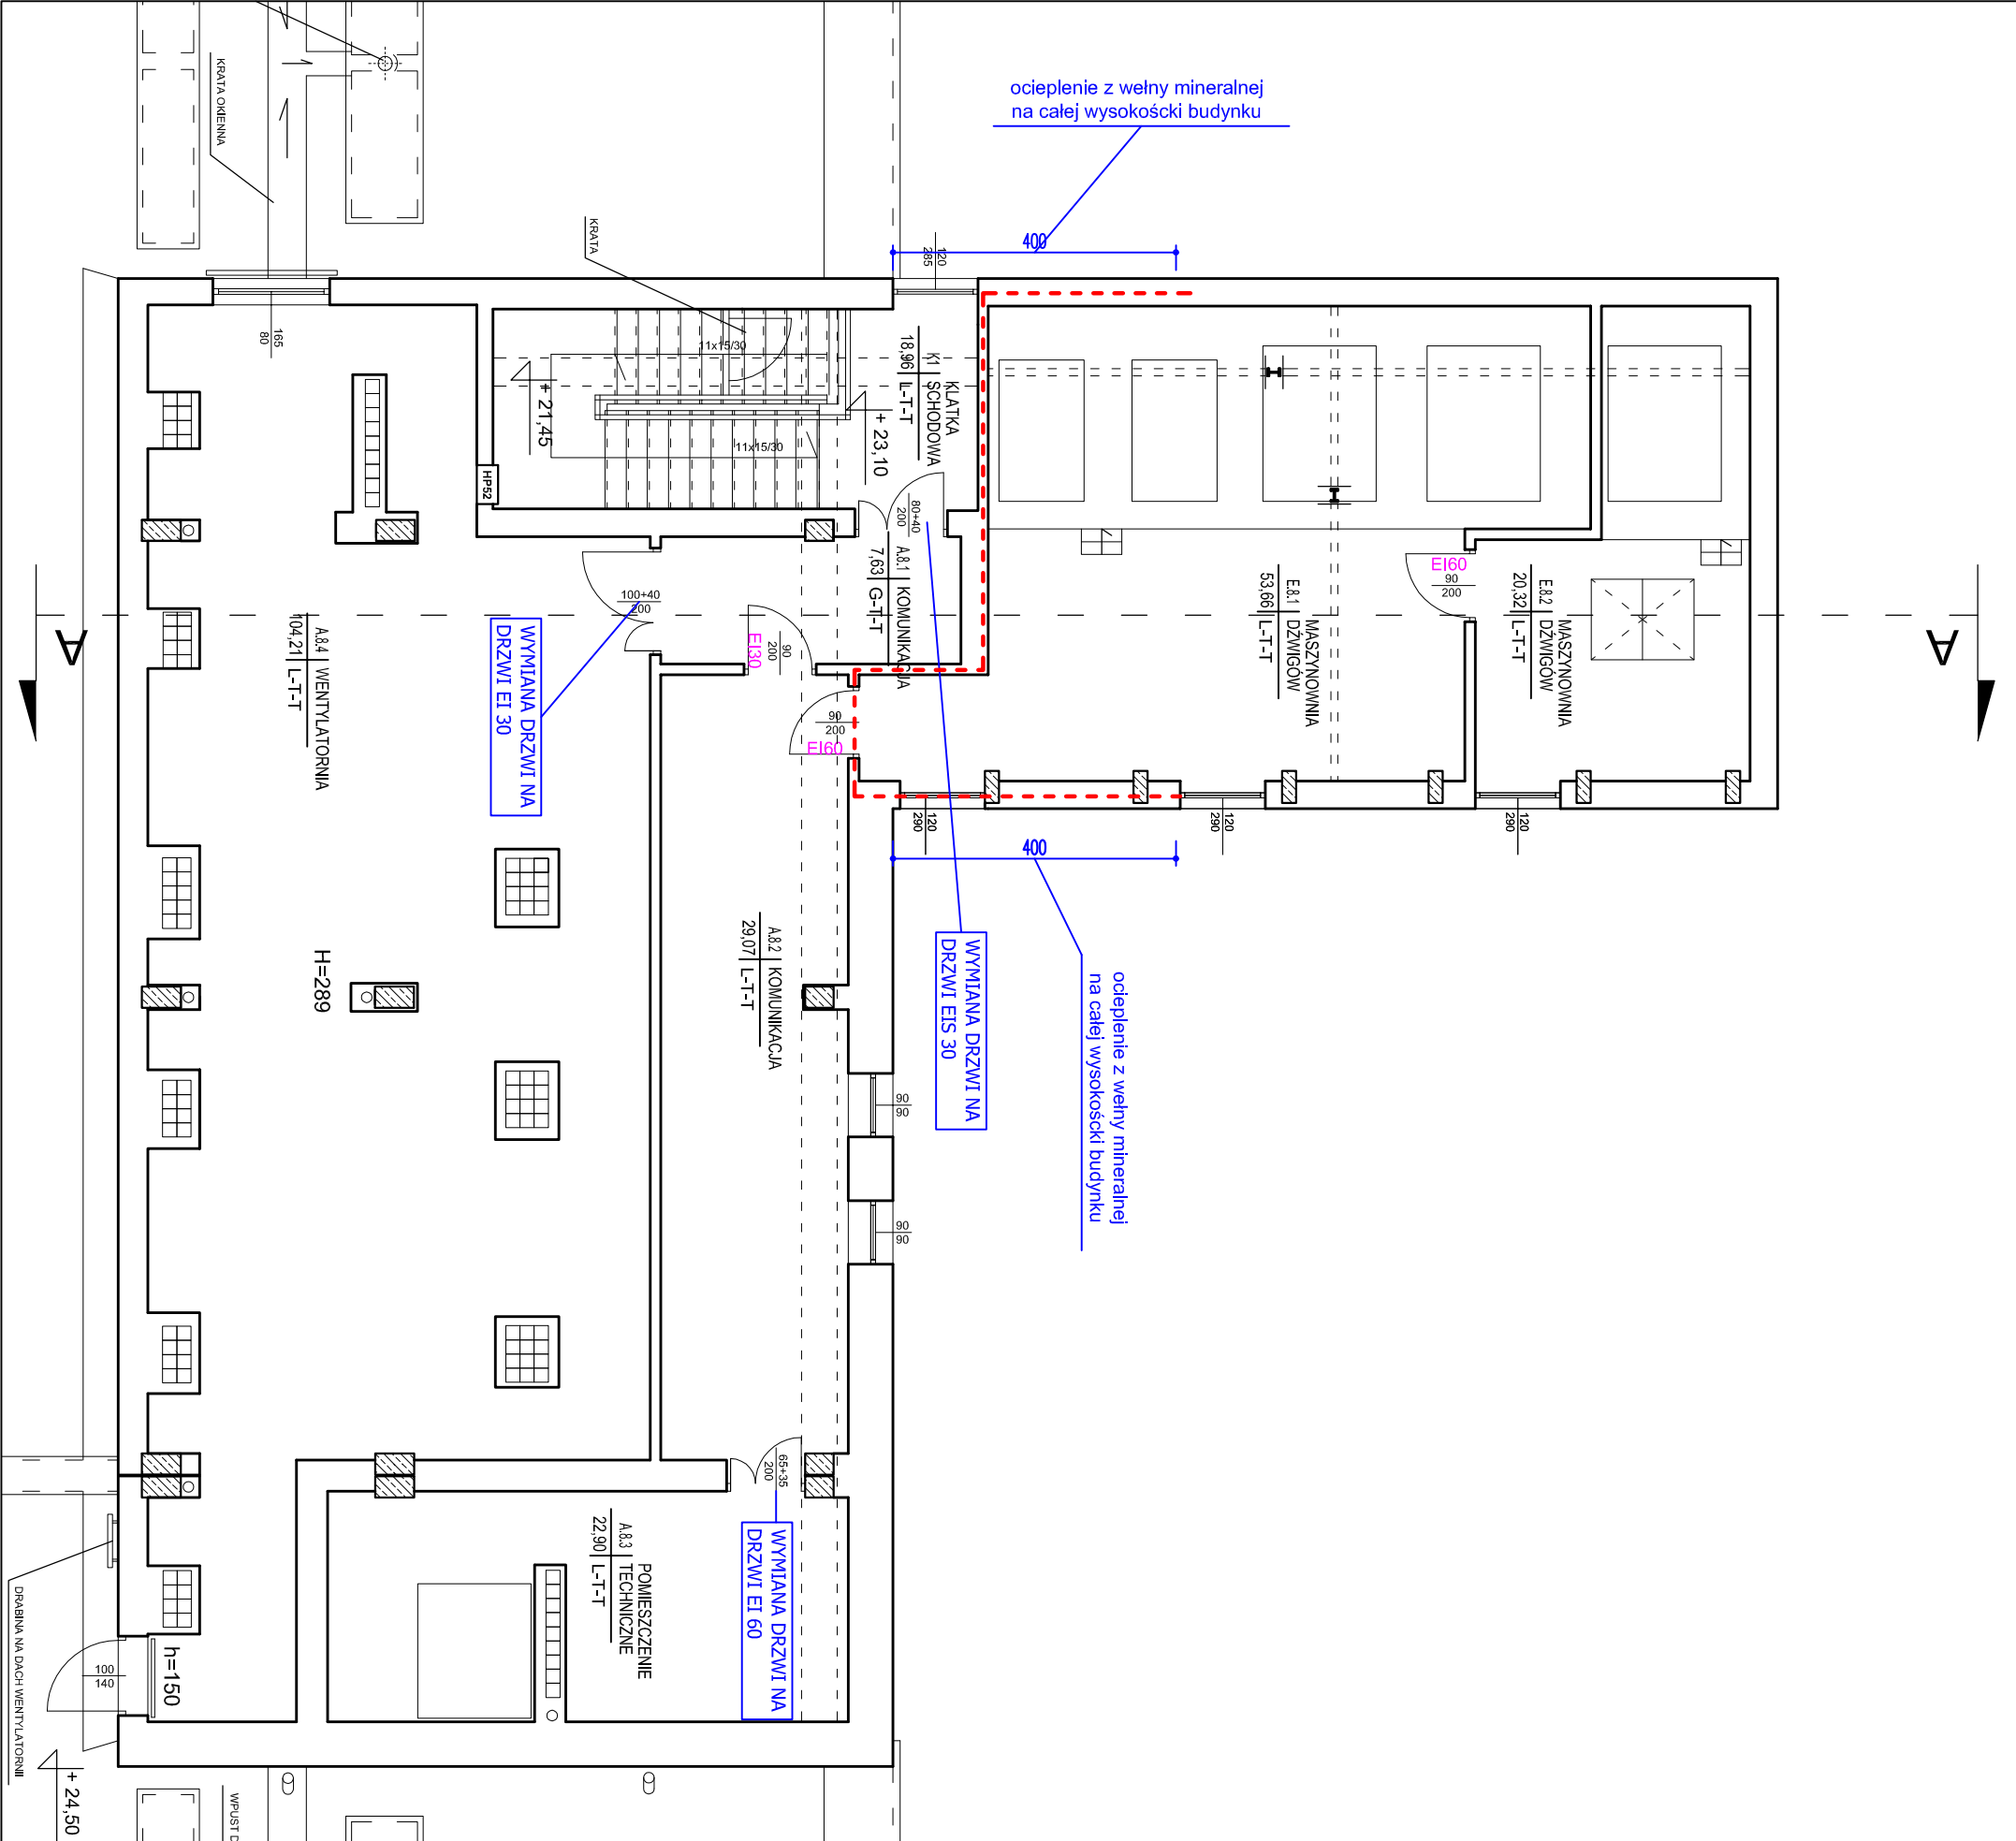 ocieplenie z wełny mineralnej
na całej wysokoścki budynku
400
KRATA OKIENNA
KRATA
120
285
165
80
11x15/30
11x15/30
+ 21,45
+ 23,10
KLATKA
K1 SCHODOWA
18,96 L-T-T
HP52
80+40
200
A.8.1 KOMUNIKACJA
7,63 G-T-T
100+40
200
90
200
EI30
90
200
EI60
EI60
90
200
MASZYNOWNIA
E.8.1 DŹWIGÓW
53,66 L-T-T
MASZYNOWNIA
E.8.2 DŹWIGÓW
20,32 L-T-T
A
A
A.8.4 WENTYLATORNIA
104,21 L-T-T
WYMIANA DRZWI NA
DRZWI EI 30
120
290
120
290
120
290
400
ocieplenie z wełny mineralnej
na całej wysokoścki budynku
WYMIANA DRZWI NA
DRZWI EIS 30
A.8.2 KOMUNIKACJA
29,07 L-T-T
H=289
90
90
90
90
65+35
200
WYMIANA DRZWI NA
DRZWI EI 60
POMIESZCZENIE
A.8.3 TECHNICZNE
22,90 L-T-T
h=150
100
140
DRABINA NA DACH WENTYLATORNII
+ 24,50
WPUST D